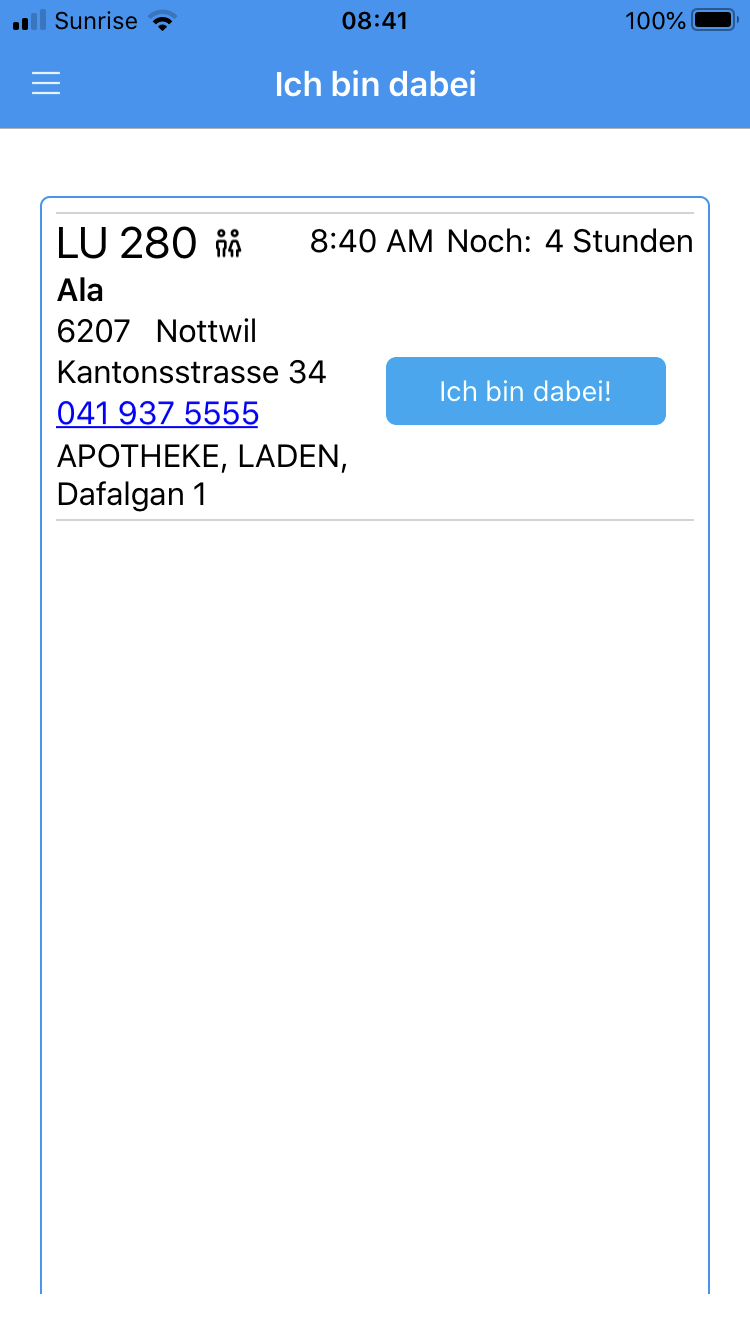 Sunrise 08:41 100%
Ich bin dabei
LU 280 8:40 AM Noch: 4 Stunden
Ala
6207 Nottwil
Kantonsstrasse 34
Ich bin dabei!
041 937 5555
APOTHEKE, LADEN,
Dafalgan 1